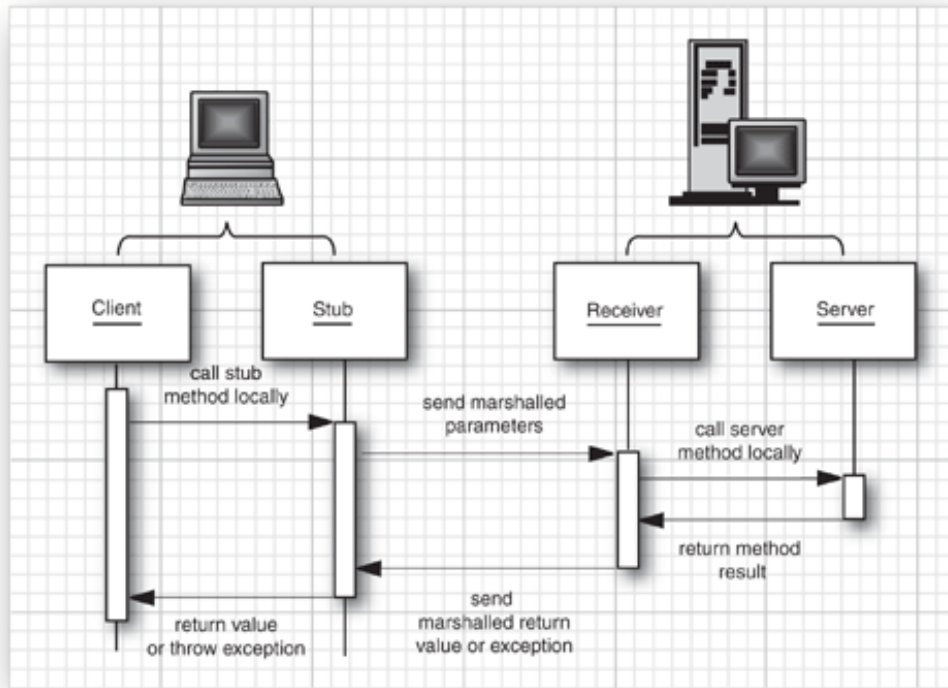 Client
Stub
Receiver
Server
call stub
method locally
send marshalled
parameters
call server
method locally
return method
result
send
marshalled return
value or exception
return value
or throw exception